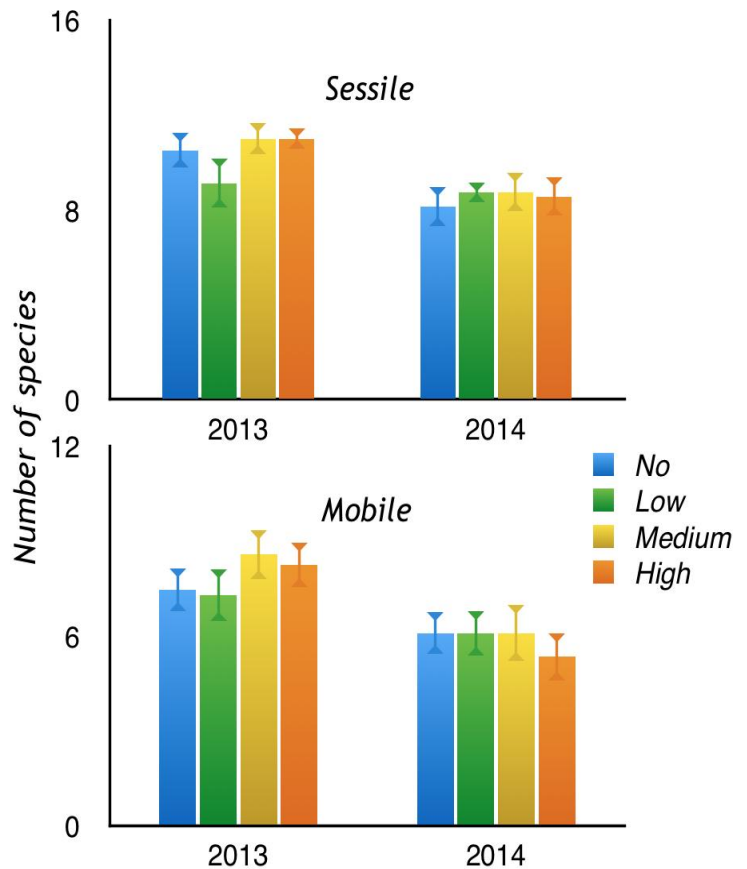 16
Sessile
8
0
2013
2014
Number of species
12
Mobile
6
0
2013
2014
No
Low
Medium
High